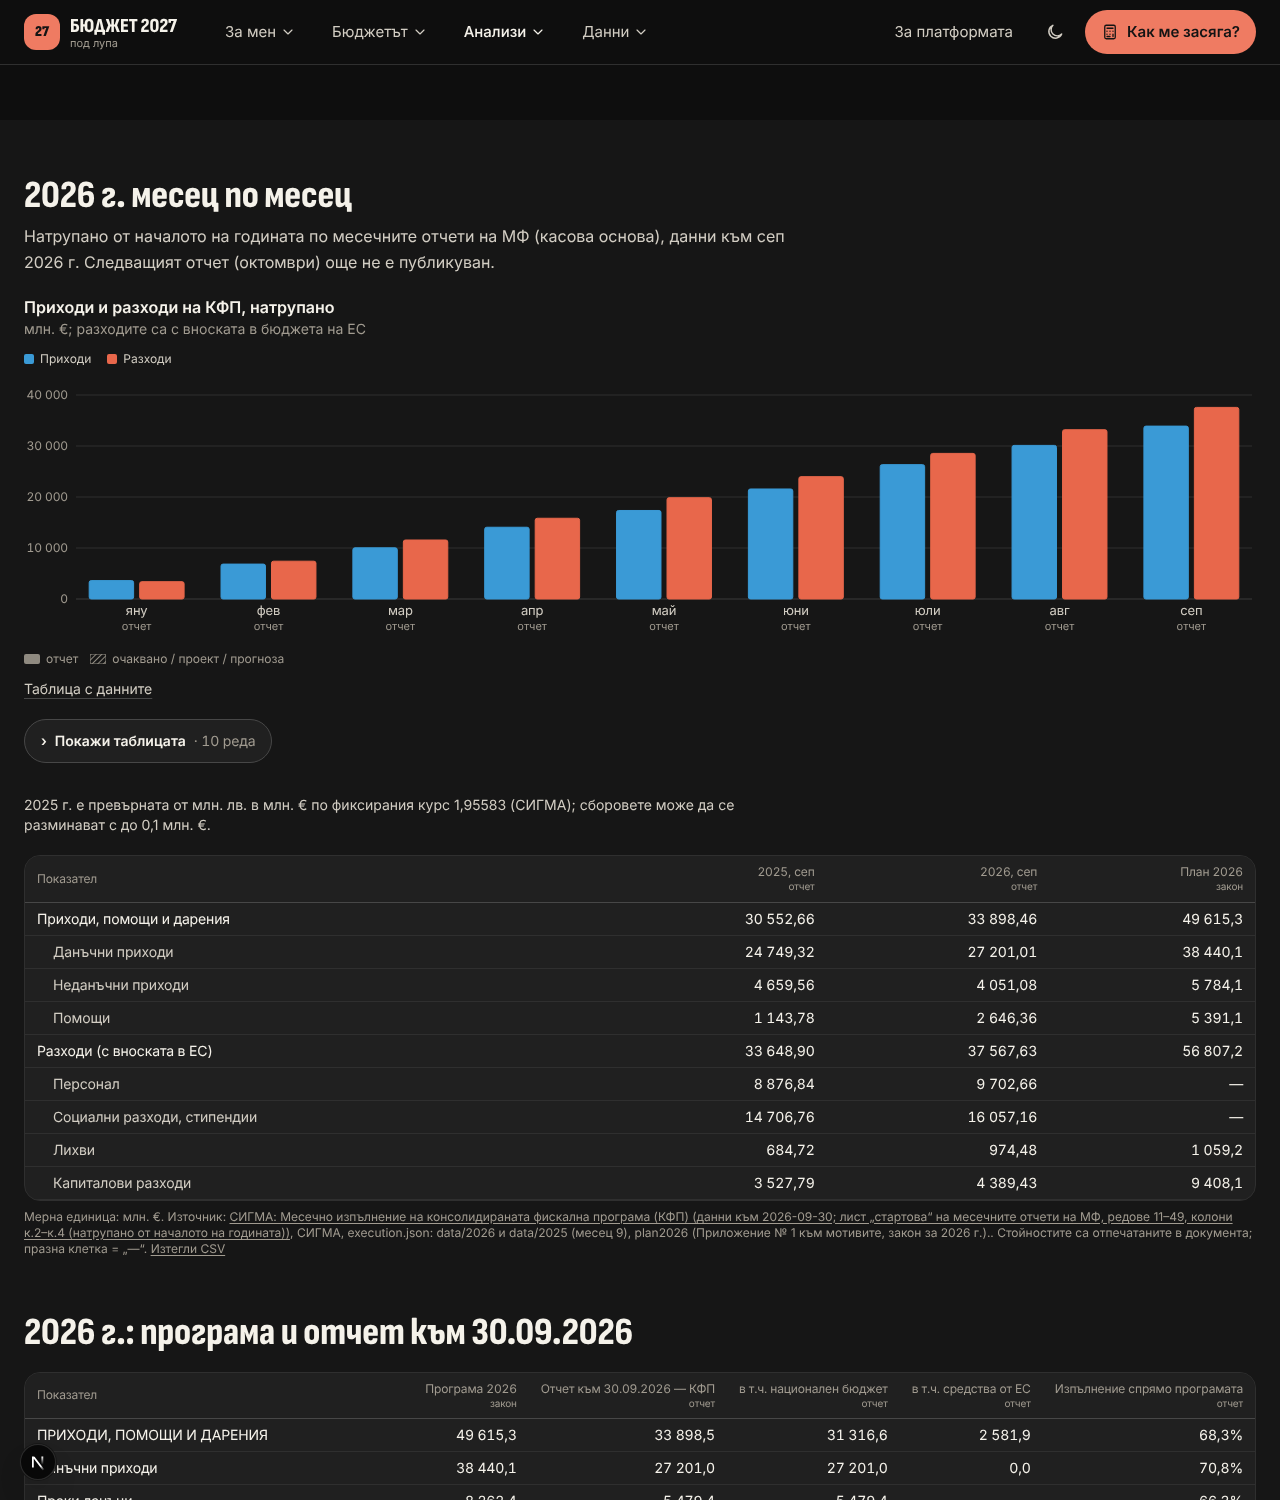 27 БЮДЖЕТ 2027
под лупа
За мен
Бюджетът
Анализи
Данни
За платформата
Как ме засяга?
2026 г. месец по месец
Натрупано от началото на годината по месечните отчети на МФ (касова основа), данни към сеп
2026 г. Следващият отчет (октомври) още не е публикуван.
Приходи и разходи на КФП, натрупано
млн. €; разходите са с вноската в бюджета на ЕС
Приходи Разходи
40 000
30 000
20 000
10 000
0
яну фев мар апр май юни юли авг сеп
отчет отчет отчет отчет отчет отчет отчет отчет отчет
отчет очаквано / проект / прогноза
Таблица с данните
› Покажи таблицата · 10 реда
2025 г. е превърната от млн. лв. в млн. € по фиксирания курс 1,95583 (СИГМА); сборовете може да се
разминават с до 0,1 млн. €.
Показател 2025, сеп 2026, сеп План 2026
отчет отчет закон
Приходи, помощи и дарения 30 552,66 33 898,46 49 615,3
Данъчни приходи 24 749,32 27 201,01 38 440,1
Неданъчни приходи 4 659,56 4 051,08 5 784,1
Помощи 1 143,78 2 646,36 5 391,1
Разходи (с вноската в ЕС) 33 648,90 37 567,63 56 807,2
Персонал 8 876,84 9 702,66 —
Социални разходи, стипендии 14 706,76 16 057,16 —
Лихви 684,72 974,48 1 059,2
Капиталови разходи 3 527,79 4 389,43 9 408,1
Мерна единица: млн. €. Източник: СИГМА: Месечно изпълнение на консолидираната фискална програма (КФП) (данни към 2026-09-30; лист „стартова“ на месечните отчети на МФ, редове 11–49, колони
к.2–к.4 (натрупано от началото на годината)), СИГМА, execution.json: data/2026 и data/2025 (месец 9), plan2026 (Приложение № 1 към мотивите, закон за 2026 г.).. Стойностите са отпечатаните в документа;
празна клетка = „—“. Изтегли CSV
2026 г.: програма и отчет към 30.09.2026
Показател Програма 2026 Отчет към 30.09.2026 — КФП в т.ч. национален бюджет в т.ч. средства от ЕС Изпълнение спрямо програмата
закон отчет отчет отчет отчет
ПРИХОДИ, ПОМОЩИ И ДАРЕНИЯ 49 615,3 33 898,5 31 316,6 2 581,9 68,3%
нъчни приходи 38 440,1 27 201,0 27 201,0 0,0 70,8%